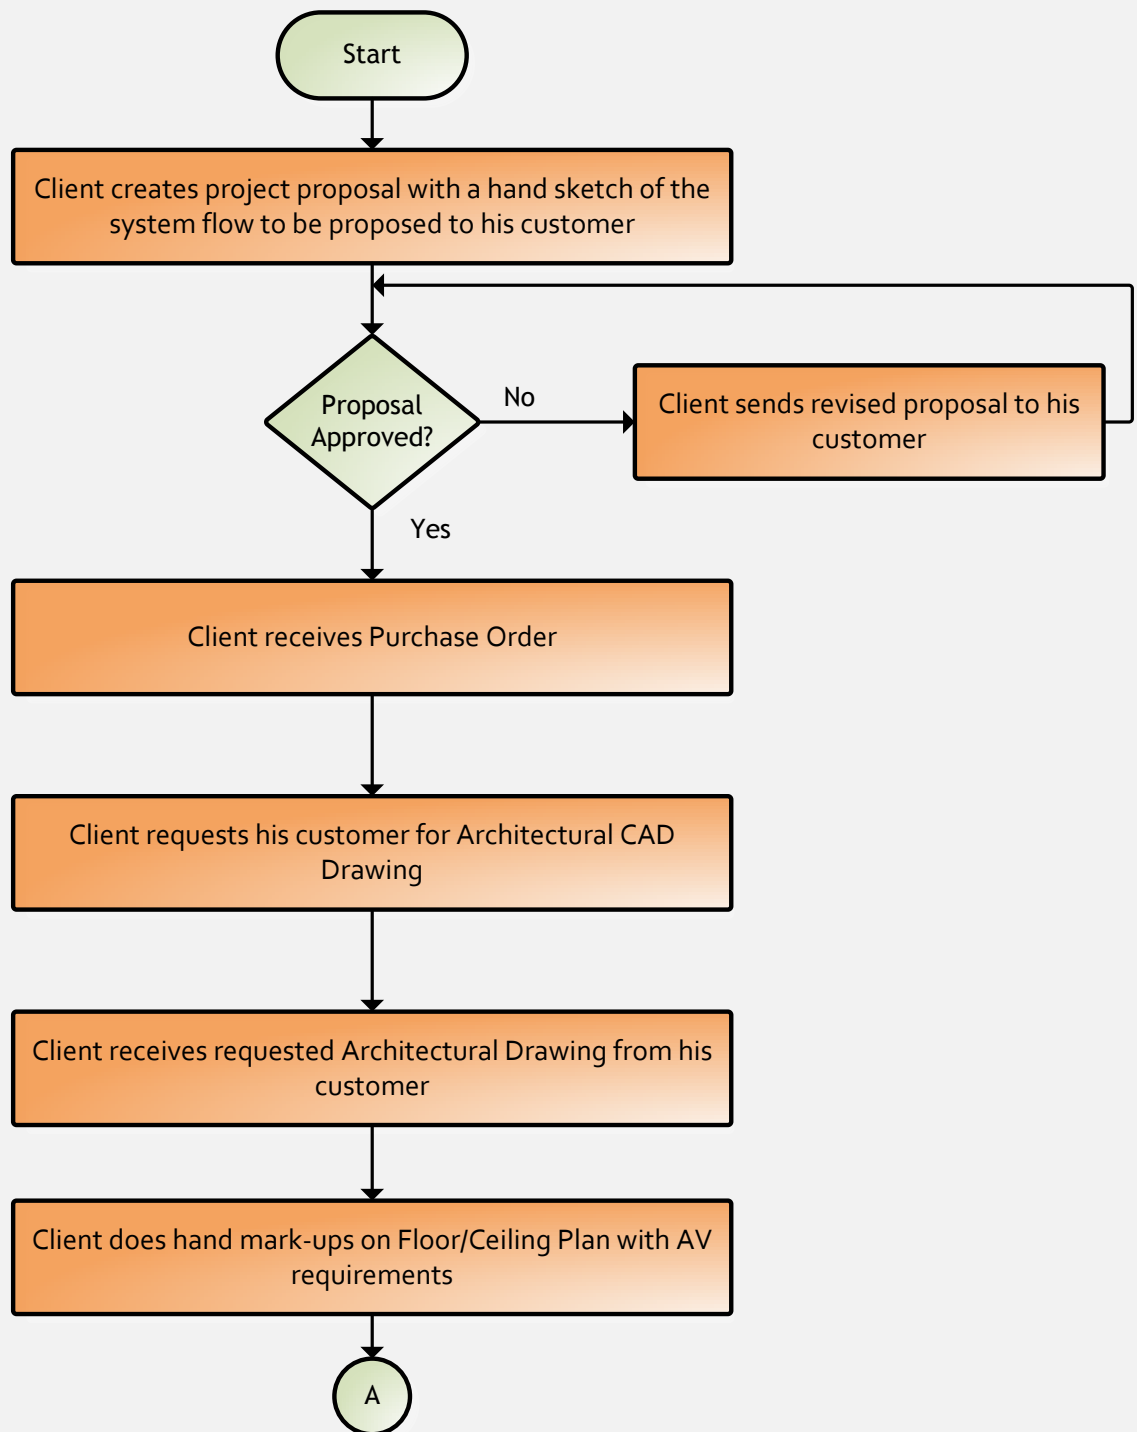 Start
Client creates project proposal with a hand sketch of the
system flow to be proposed to his customer
Proposal
Approved?
No
Client sends revised proposal to his
customer
Yes
Client receives Purchase Order
Client requests his customer for Architectural CAD
Drawing
Client receives requested Architectural Drawing from his
customer
Client does hand mark-ups on Floor/Ceiling Plan with AV
requirements
A